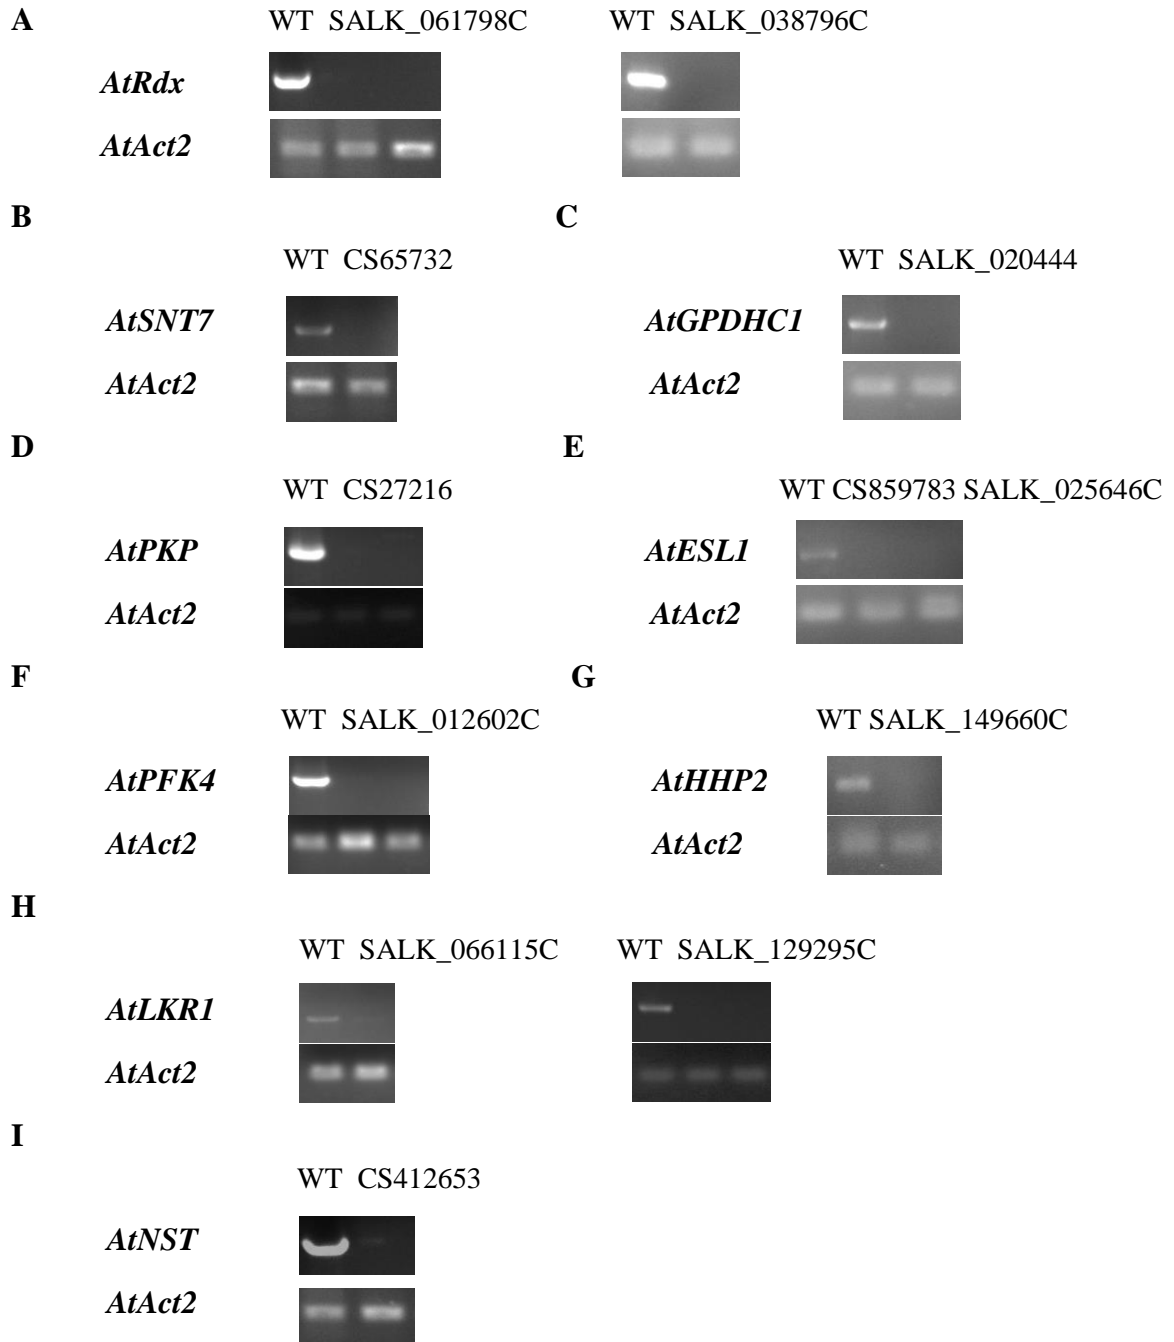 A
WT SALK_061798C WT SALK_038796C
AtRdx
AtAct2
B C
WT CS65732 WT SALK_020444
AtSNT7 AtGPDHC1
AtAct2 AtAct2
D E
WT CS27216 WT CS859783 SALK_025646C
AtPKP AtESL1
AtAct2 AtAct2
F G
WT SALK_012602C WT SALK_149660C
AtPFK4 AtHHP2
AtAct2 AtAct2
H
WT SALK_066115C WT SALK_129295C
AtLKR1
AtAct2
I
WT CS412653
AtNST
AtAct2